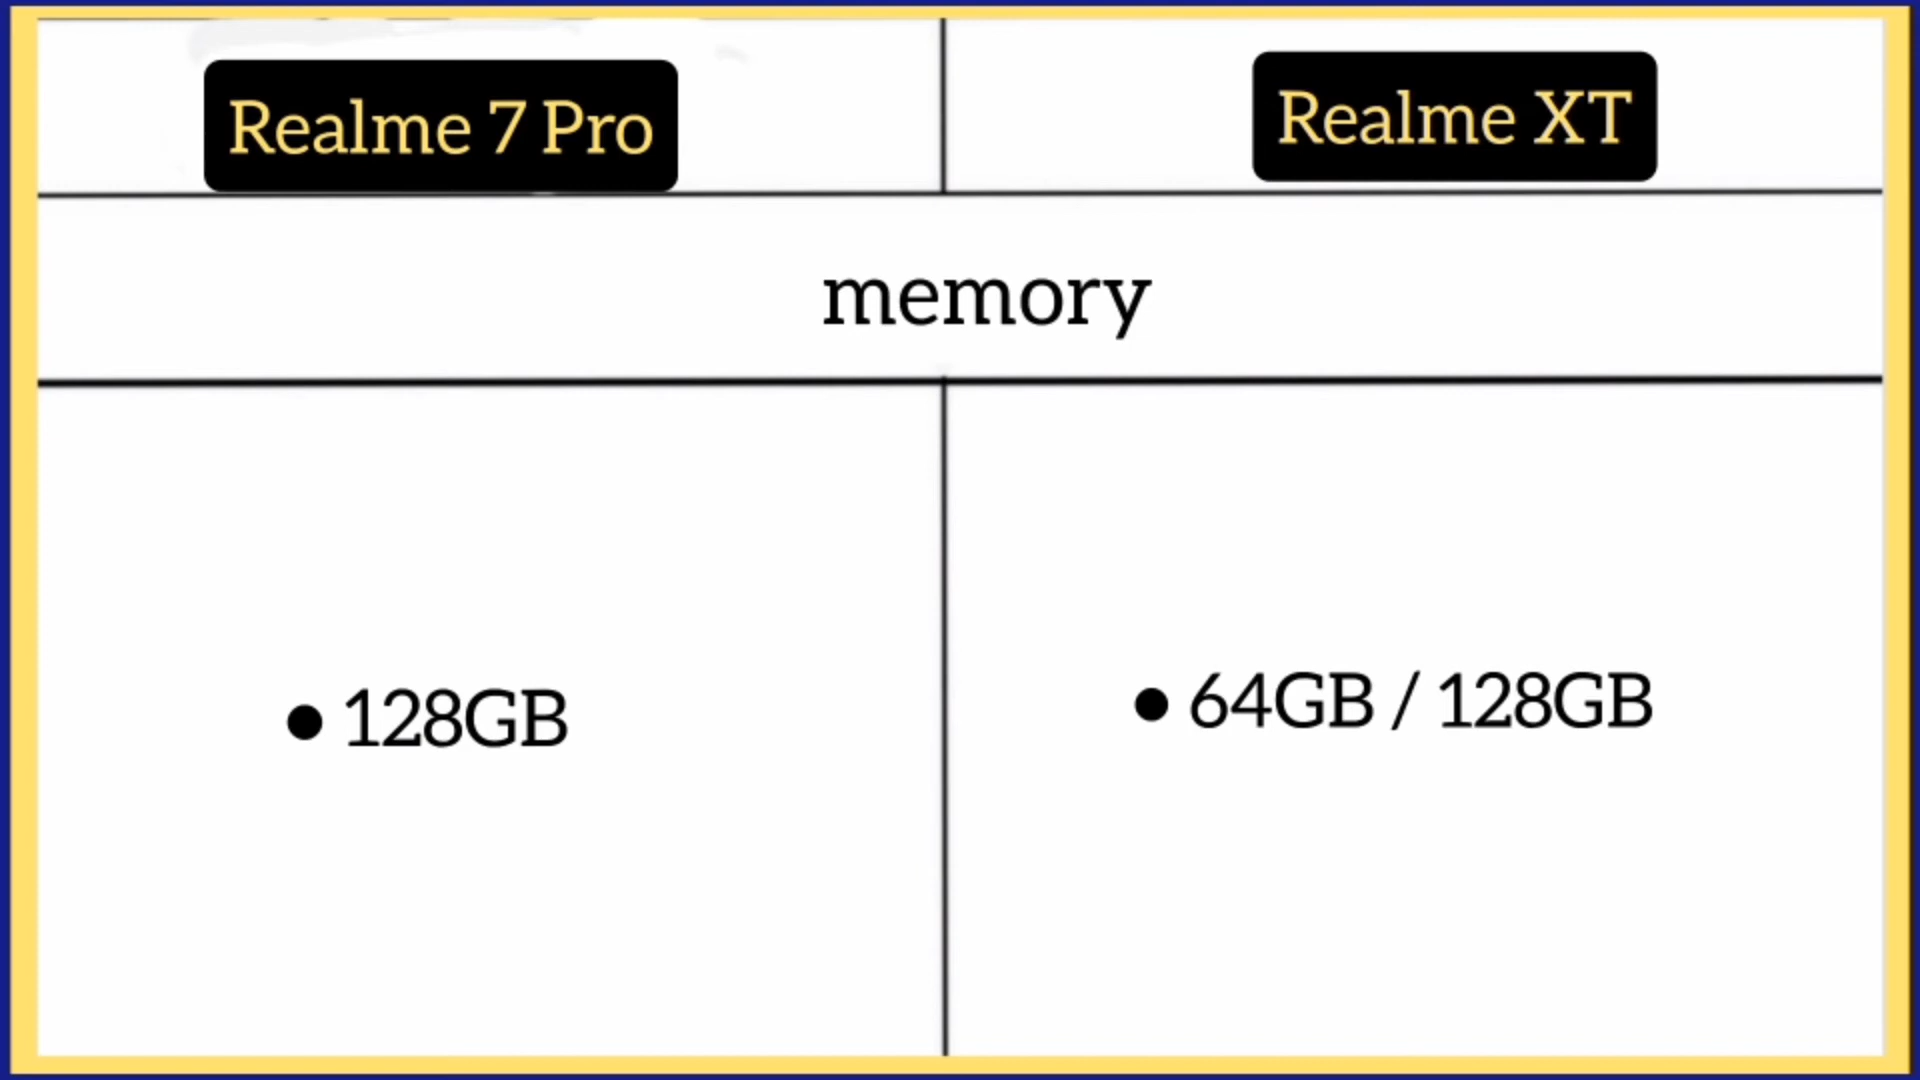 Realme 7 Pro
Realme XT
memory
• 128GB
• 64GB / 128GB